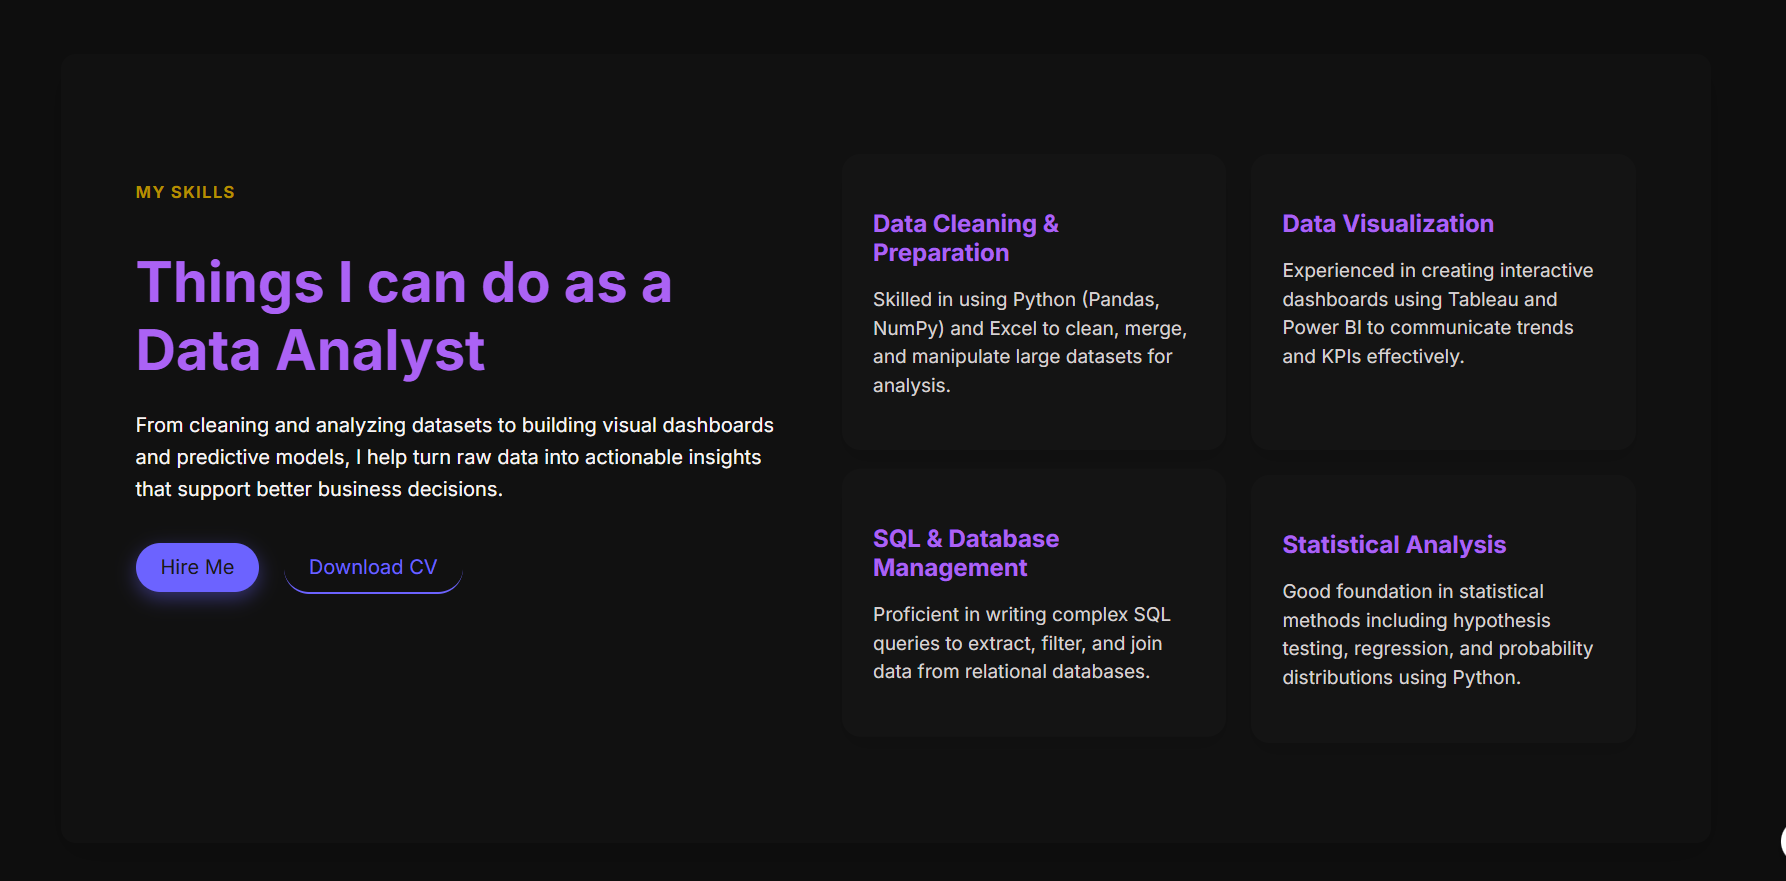 MY SKILLS
Things I can do as a
Data Analyst
From cleaning and analyzing datasets to building visual dashboards
and predictive models, I help turn raw data into actionable insights
that support better business decisions.
Hire Me
Download CV
Data Cleaning &
Preparation
Skilled in using Python (Pandas,
NumPy) and Excel to clean, merge,
and manipulate large datasets for
analysis.
Data Visualization
Experienced in creating interactive
dashboards using Tableau and
Power BI to communicate trends
and KPIs effectively.
SQL & Database
Management
Proficient in writing complex SQL
queries to extract, filter, and join
data from relational databases.
Statistical Analysis
Good foundation in statistical
methods including hypothesis
testing, regression, and probability
distributions using Python.